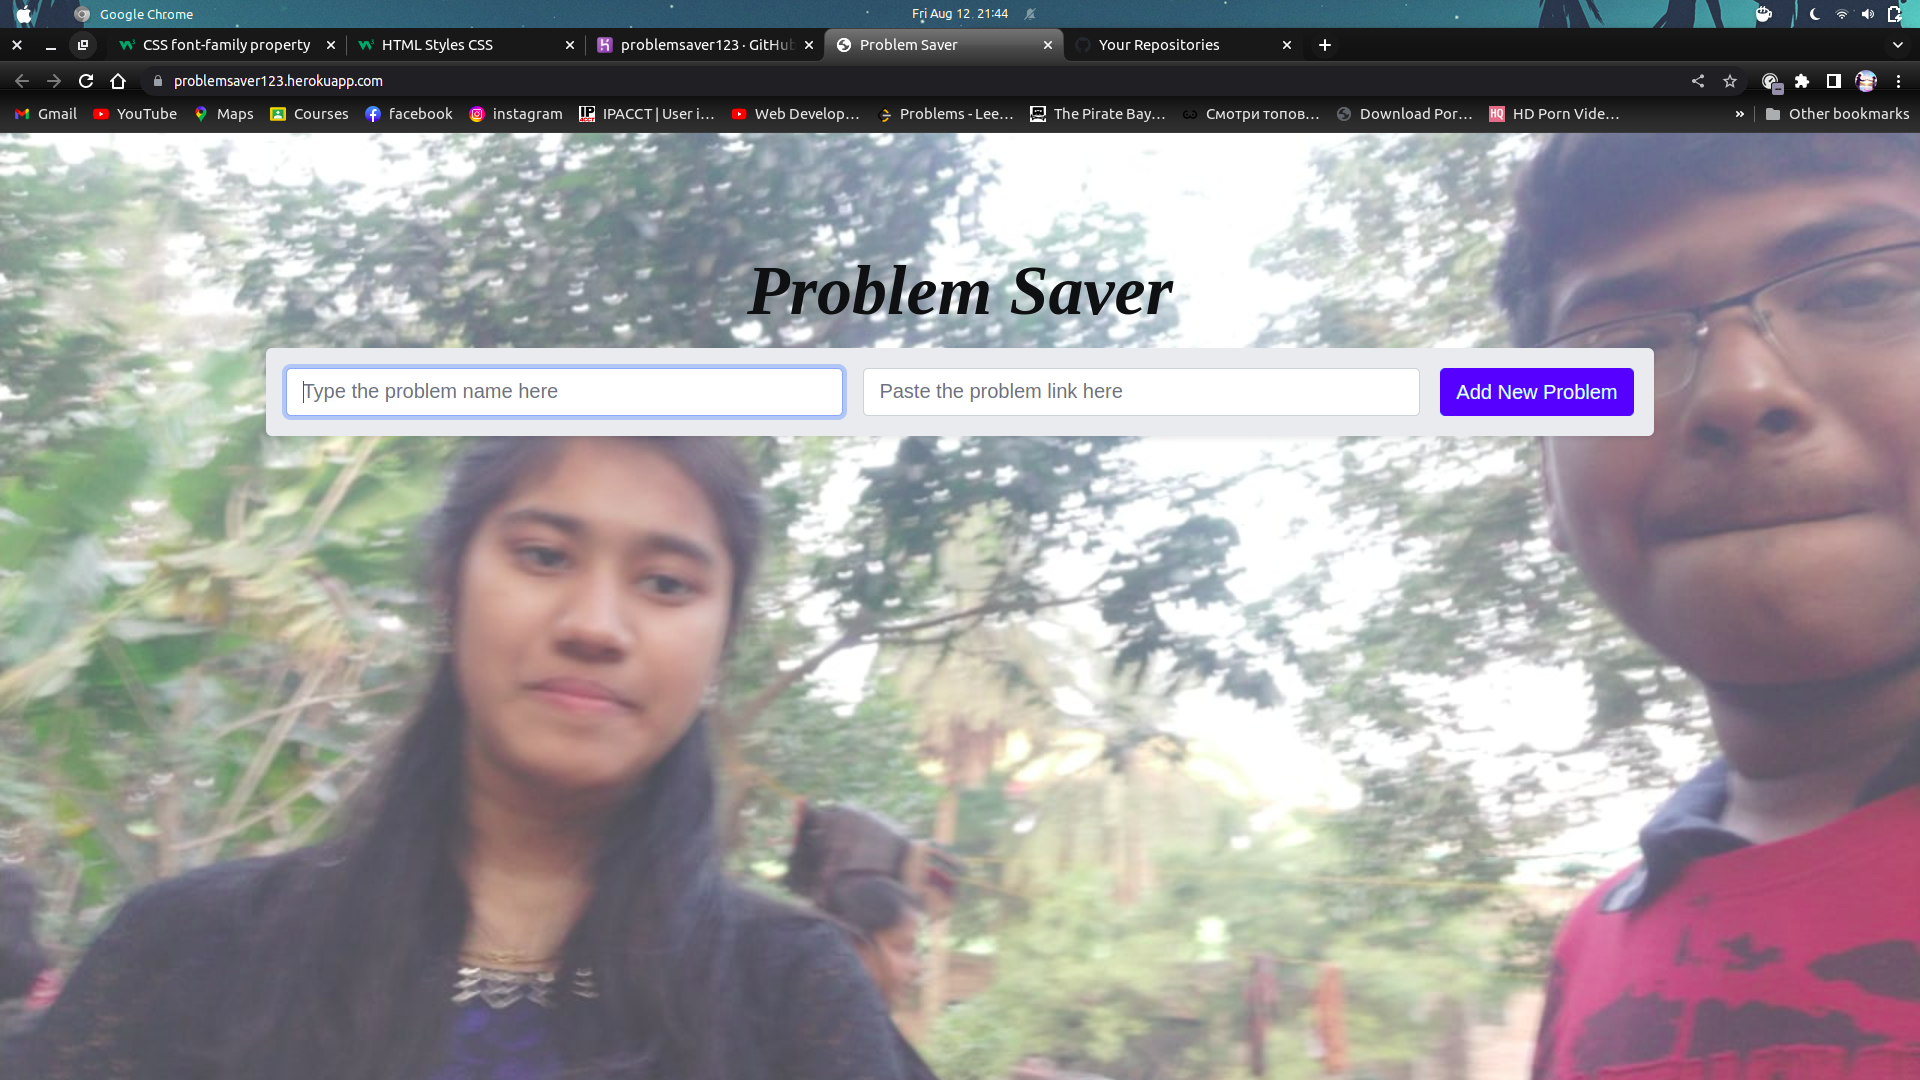 Google Chrome
Fri Aug 12, 21:44
CSS font-family property
HTML Styles CSS
problemsaver123 · GitHub
Problem Saver
Your Repositories
problemsaver123.herokuapp.com
Gmail
YouTube
Maps
Courses
facebook
instagram
IPACCT | User i...
Web Develop...
Problems - Lee...
The Pirate Bay...
Смотри топов...
Download Por...
HD Porn Vide...
»
Other bookmarks
Problem Saver
Type the problem name here
Paste the problem link here
Add New Problem